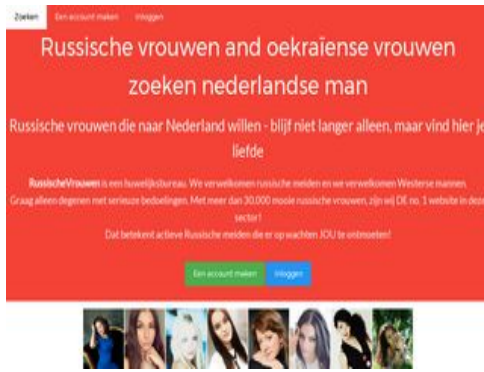 Zoeken Een account maken Inloggen
Russische vrouwen and oekraïense vrouwen
zoeken nederlandse man
Russische vrouwen die naar Nederland willen - blijf niet langer alleen, maar vind hier je
liefde
RussischeVrouwen is een huwelijksbureau. We verwelkomen russische meiden en we verwelkomen Westerse mannen.
Graag alleen degenen met serieuze bedoelingen. Met meer dan 30.000 mooie russische vrouwen, zijn wij DE no. 1 website in deze
sector!
Dat betekent actieve Russische meiden die er op wachten JOU te ontmoeten!
Een account maken Inloggen